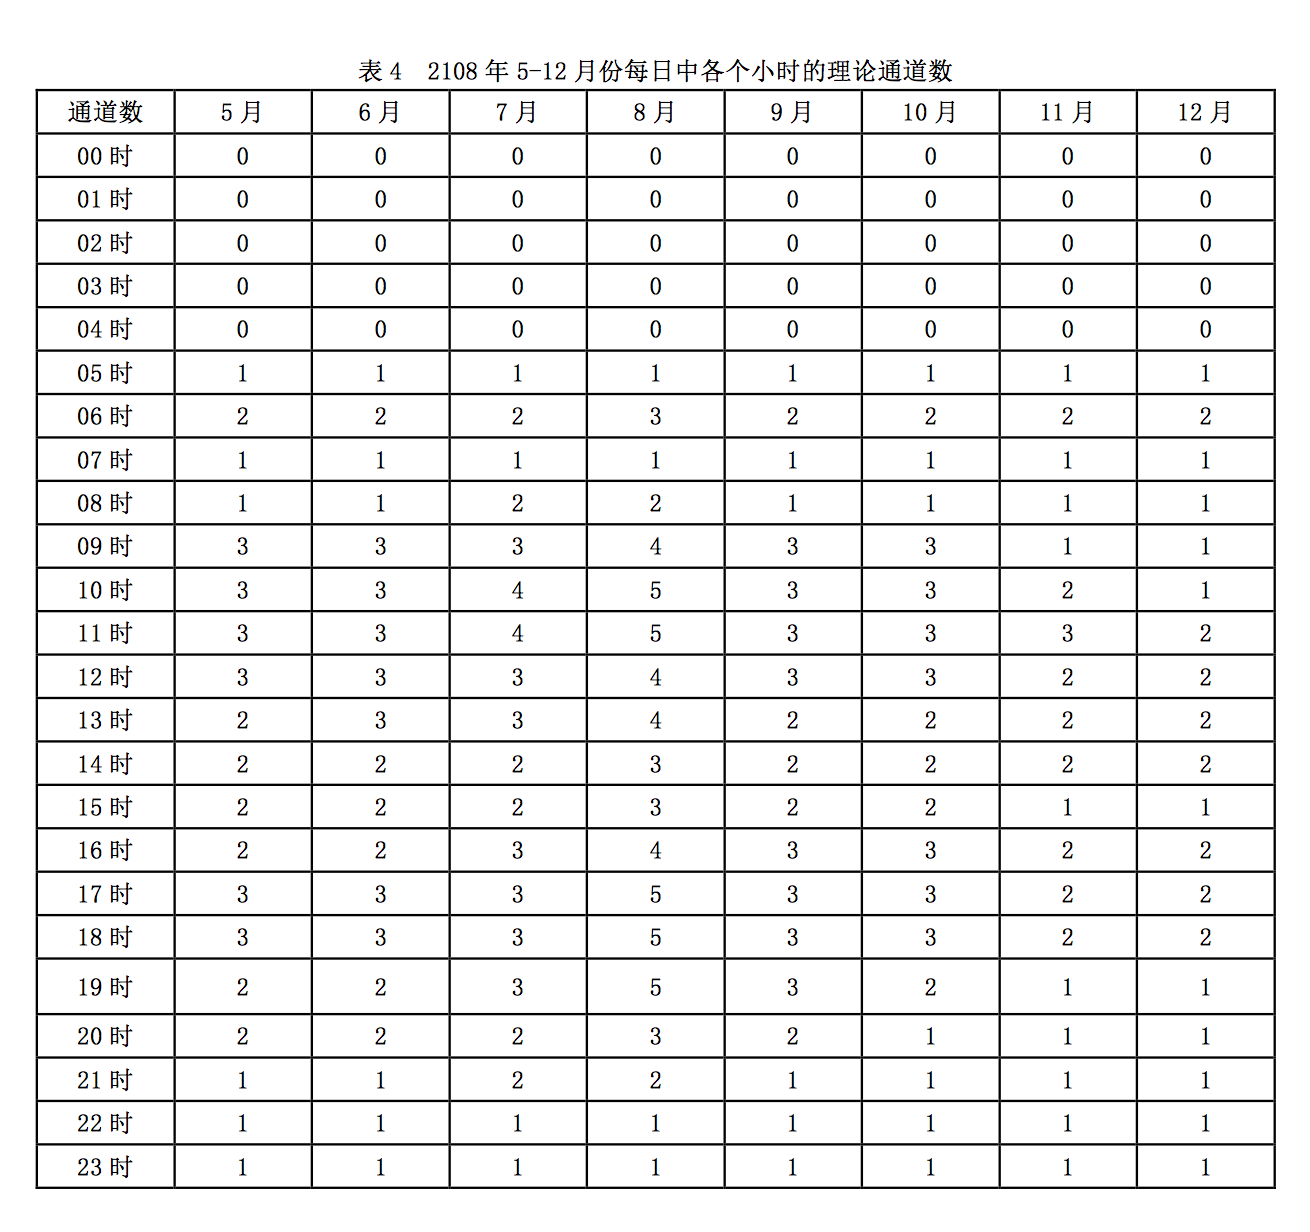 表 4 2108 年 5-12 月份每日中各个小时的理论通道数
通道数 5 月 6 月 7 月 8 月 9 月 10 月 11 月 12 月
00 时 0 0 0 0 0 0 0 0
01 时 0 0 0 0 0 0 0 0
02 时 0 0 0 0 0 0 0 0
03 时 0 0 0 0 0 0 0 0
04 时 0 0 0 0 0 0 0 0
05 时 1 1 1 1 1 1 1 1
06 时 2 2 2 3 2 2 2 2
07 时 1 1 1 1 1 1 1 1
08 时 1 1 2 2 1 1 1 1
09 时 3 3 3 4 3 3 1 1
10 时 3 3 4 5 3 3 2 1
11 时 3 3 4 5 3 3 3 2
12 时 3 3 3 4 3 3 2 2
13 时 2 3 3 4 2 2 2 2
14 时 2 2 2 3 2 2 2 2
15 时 2 2 2 3 2 2 1 1
16 时 2 2 3 4 3 3 2 2
17 时 3 3 3 5 3 3 2 2
18 时 3 3 3 5 3 3 2 2
19 时 2 2 3 5 3 2 1 1
20 时 2 2 2 3 2 1 1 1
21 时 1 1 2 2 1 1 1 1
22 时 1 1 1 1 1 1 1 1
23 时 1 1 1 1 1 1 1 1